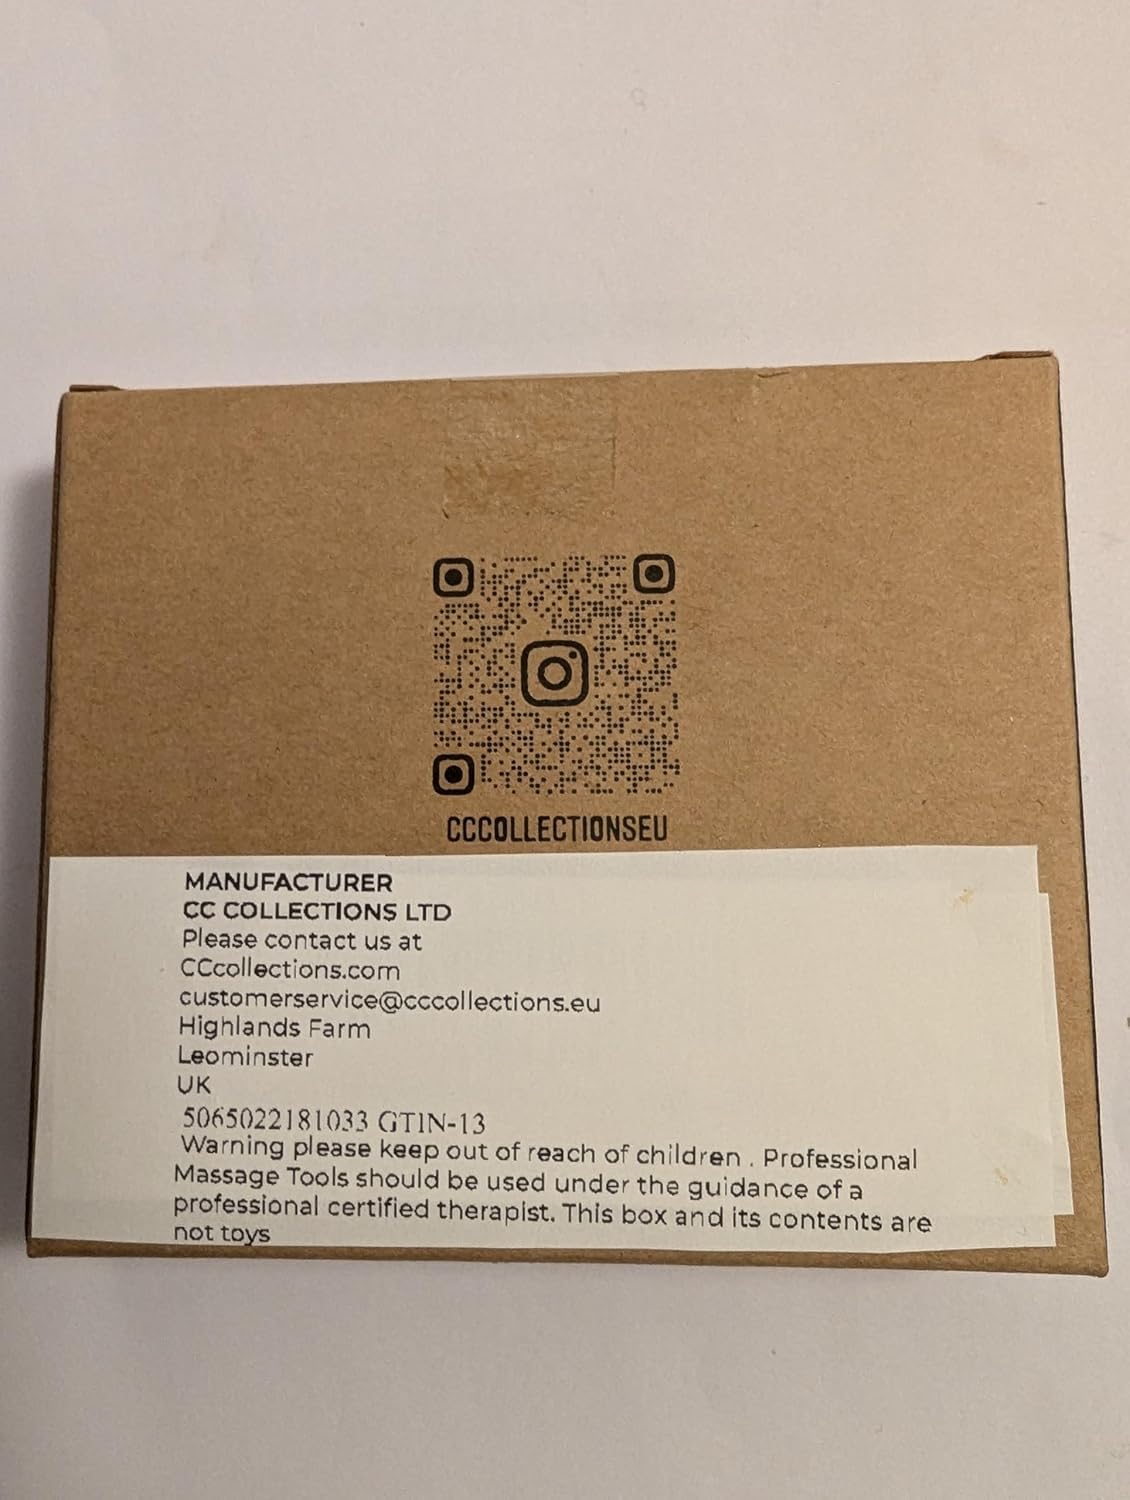 CCCOLLECTIONSEU
MANUFACTURER
CC COLLECTIONS LTD
Please contact us at
CCcollections.com
customerservice@cccollections.eu
Highlands Farm
Leominster
UK
5065022181033 GTIN-13
Warning please keep out of reach of children . Professional
Massage Tools should be used under the guidance of a
professional certified therapist. This box and its contents are
not toys